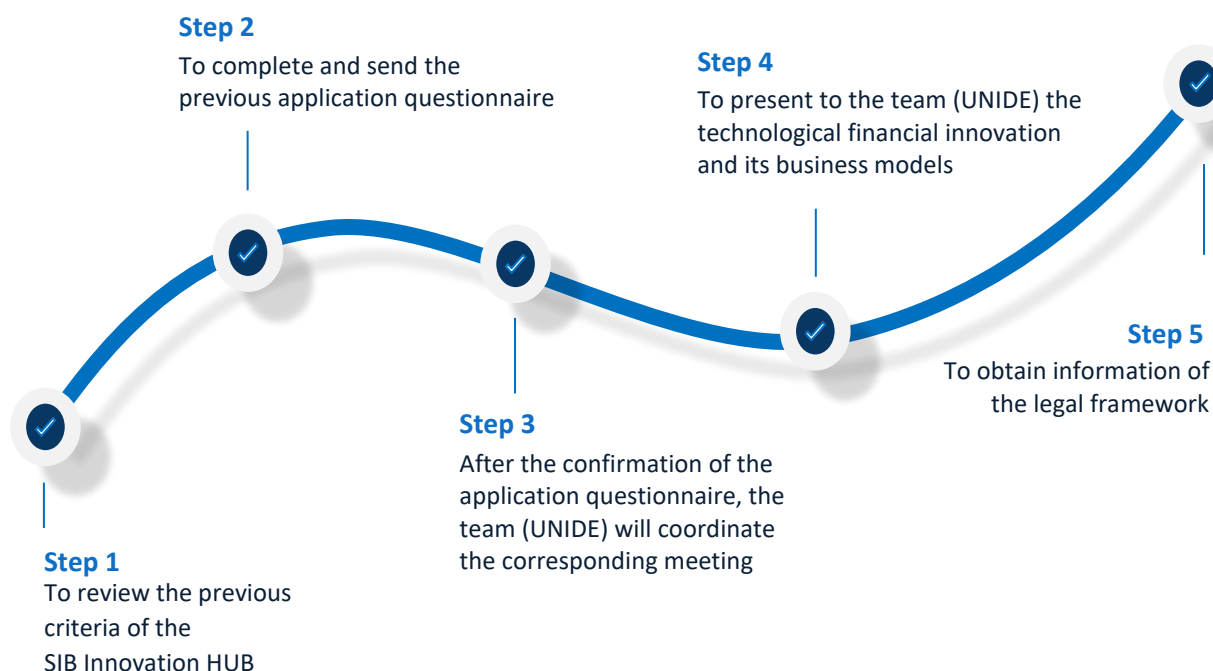 Step 1
To review the previous
criteria of the
SIB Innovation HUB
Step 2
To complete and send the
previous application questionnaire
Step 3
After the confirmation of the
application questionnaire, the
team (UNIDE) will coordinate
the corresponding meeting
Step 4
To present to the team (UNIDE) the
technological financial innovation
and its business models
Step 5
To obtain information of
the legal framework